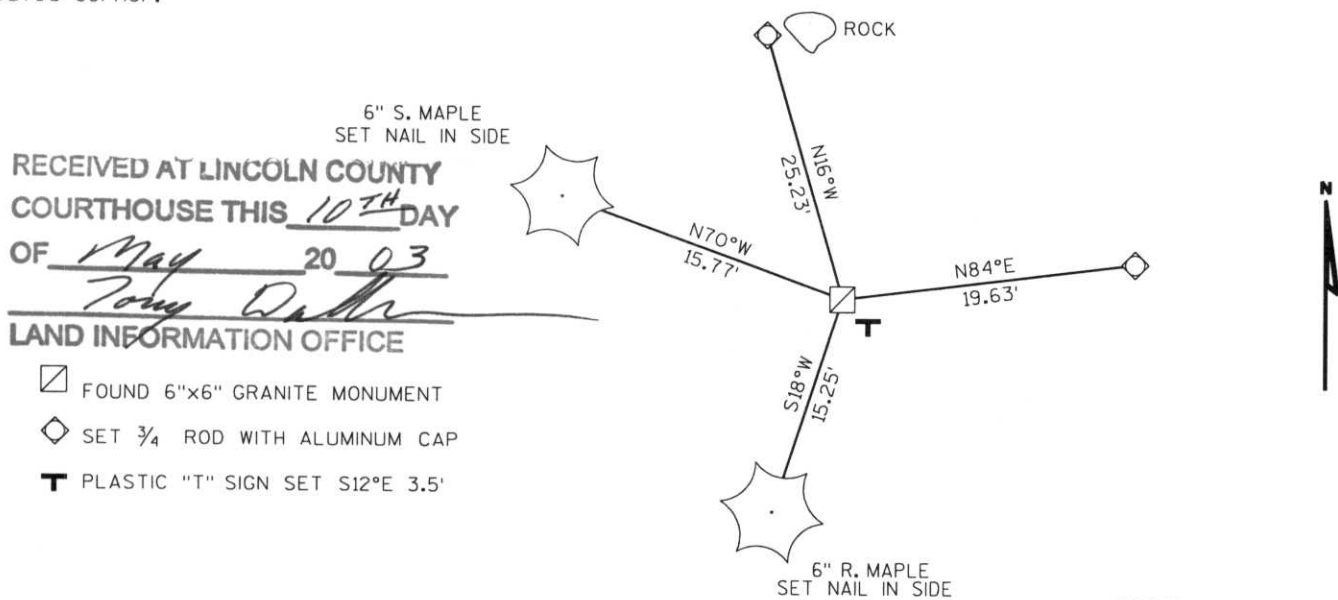 ROCK
6" S. MAPLE
SET NAIL IN SIDE
RECEIVED AT LINCOLN COUNTY
COURTHOUSE THIS 10TH DAY
OF May 20 03
Tony
LAND INFORMATION OFFICE
N16°W
25.23'
N70°W
15.77'
N84°E
19.63'
S18°W
15.25'
N
T
FOUND 6"x6" GRANITE MONUMENT
SET 3/4 ROD WITH ALUMINUM CAP
T PLASTIC "T" SIGN SET S12°E 3.5'
6" R. MAPLE
SET NAIL IN SIDE